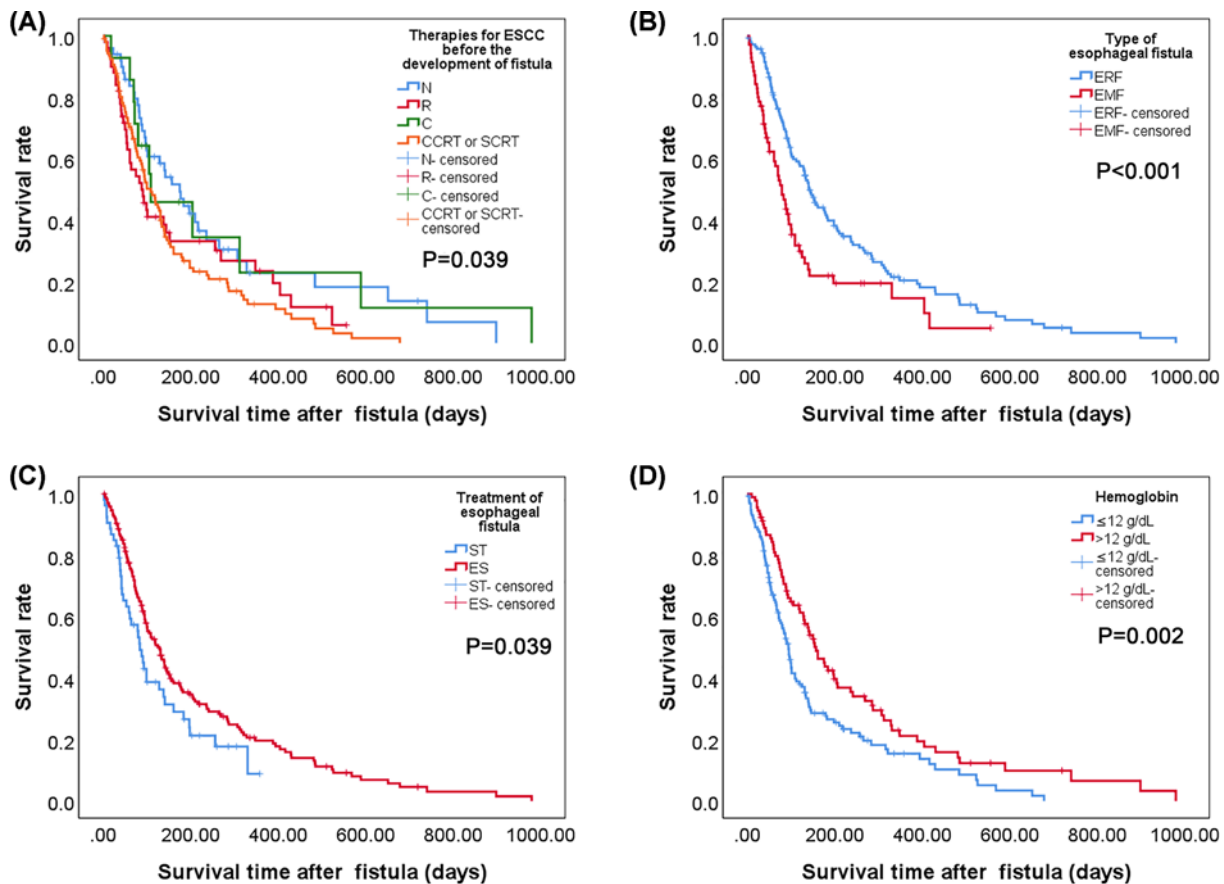 (A)
Therapies for ESCC
before the
development of fistula
N
R
C
CCRT or SCRT
N- censored
R- censored
C- censored
CCRT or SCRT-
censored
P=0.039
Survival rate
1.0
0.8
0.6
0.4
0.2
0.0
.00 200.00 400.00 600.00 800.00 1000.00
Survival time after fistula (days)
(B)
Type of
esophageal fistula
ERF
EMF
ERF- censored
EMF- censored
P<0.001
Survival rate
1.0
0.8
0.6
0.4
0.2
0.0
.00 200.00 400.00 600.00 800.00 1000.00
Survival time after fistula (days)
(C)
Treatment of
esophageal
fistula
ST
ES
ST- censored
ES- censored
P=0.039
Survival rate
1.0
0.8
0.6
0.4
0.2
0.0
.00 200.00 400.00 600.00 800.00 1000.00
Survival time after fistula (days)
(D)
Hemoglobin
≤12 g/dL
>12 g/dL
≤12 g/dL-
censored
>12 g/dL-
censored
P=0.002
Survival rate
1.0
0.8
0.6
0.4
0.2
0.0
.00 200.00 400.00 600.00 800.00 1000.00
Survival time after fistula (days)